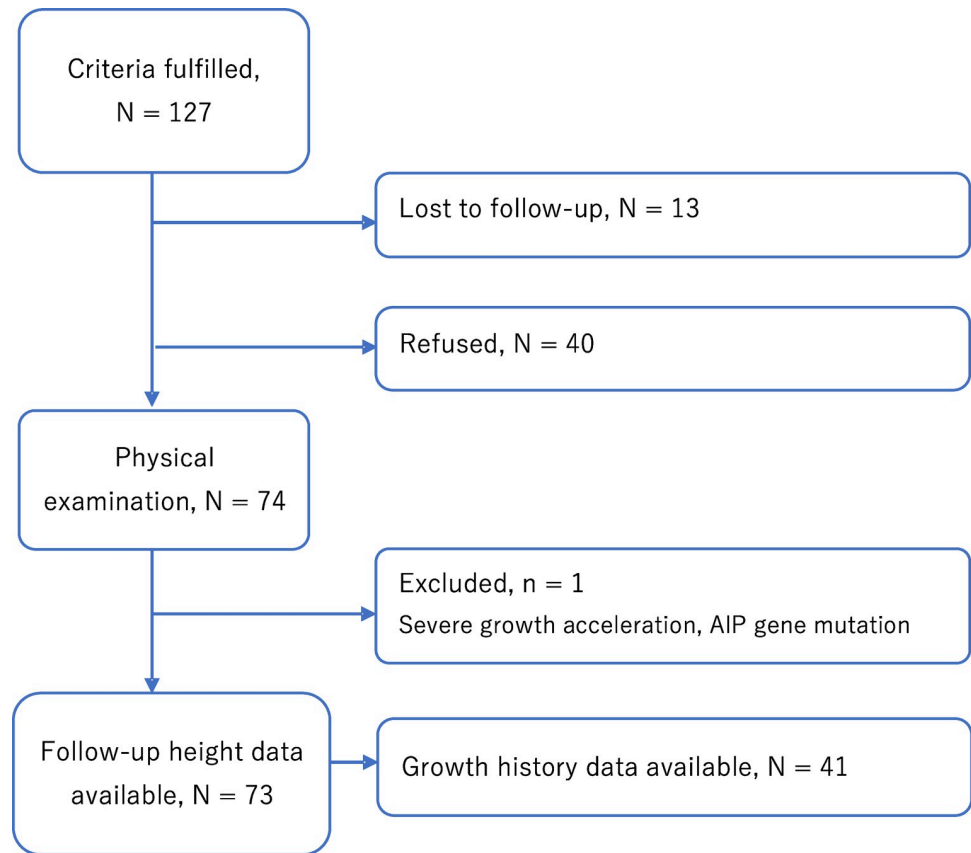 Criteria fulfilled,
N = 127
Lost to follow-up, N = 13
Refused, N = 40
Physical
examination, N = 74
Excluded, n = 1
Severe growth acceleration, AIP gene mutation
Follow-up height data
available, N = 73
Growth history data available, N = 41